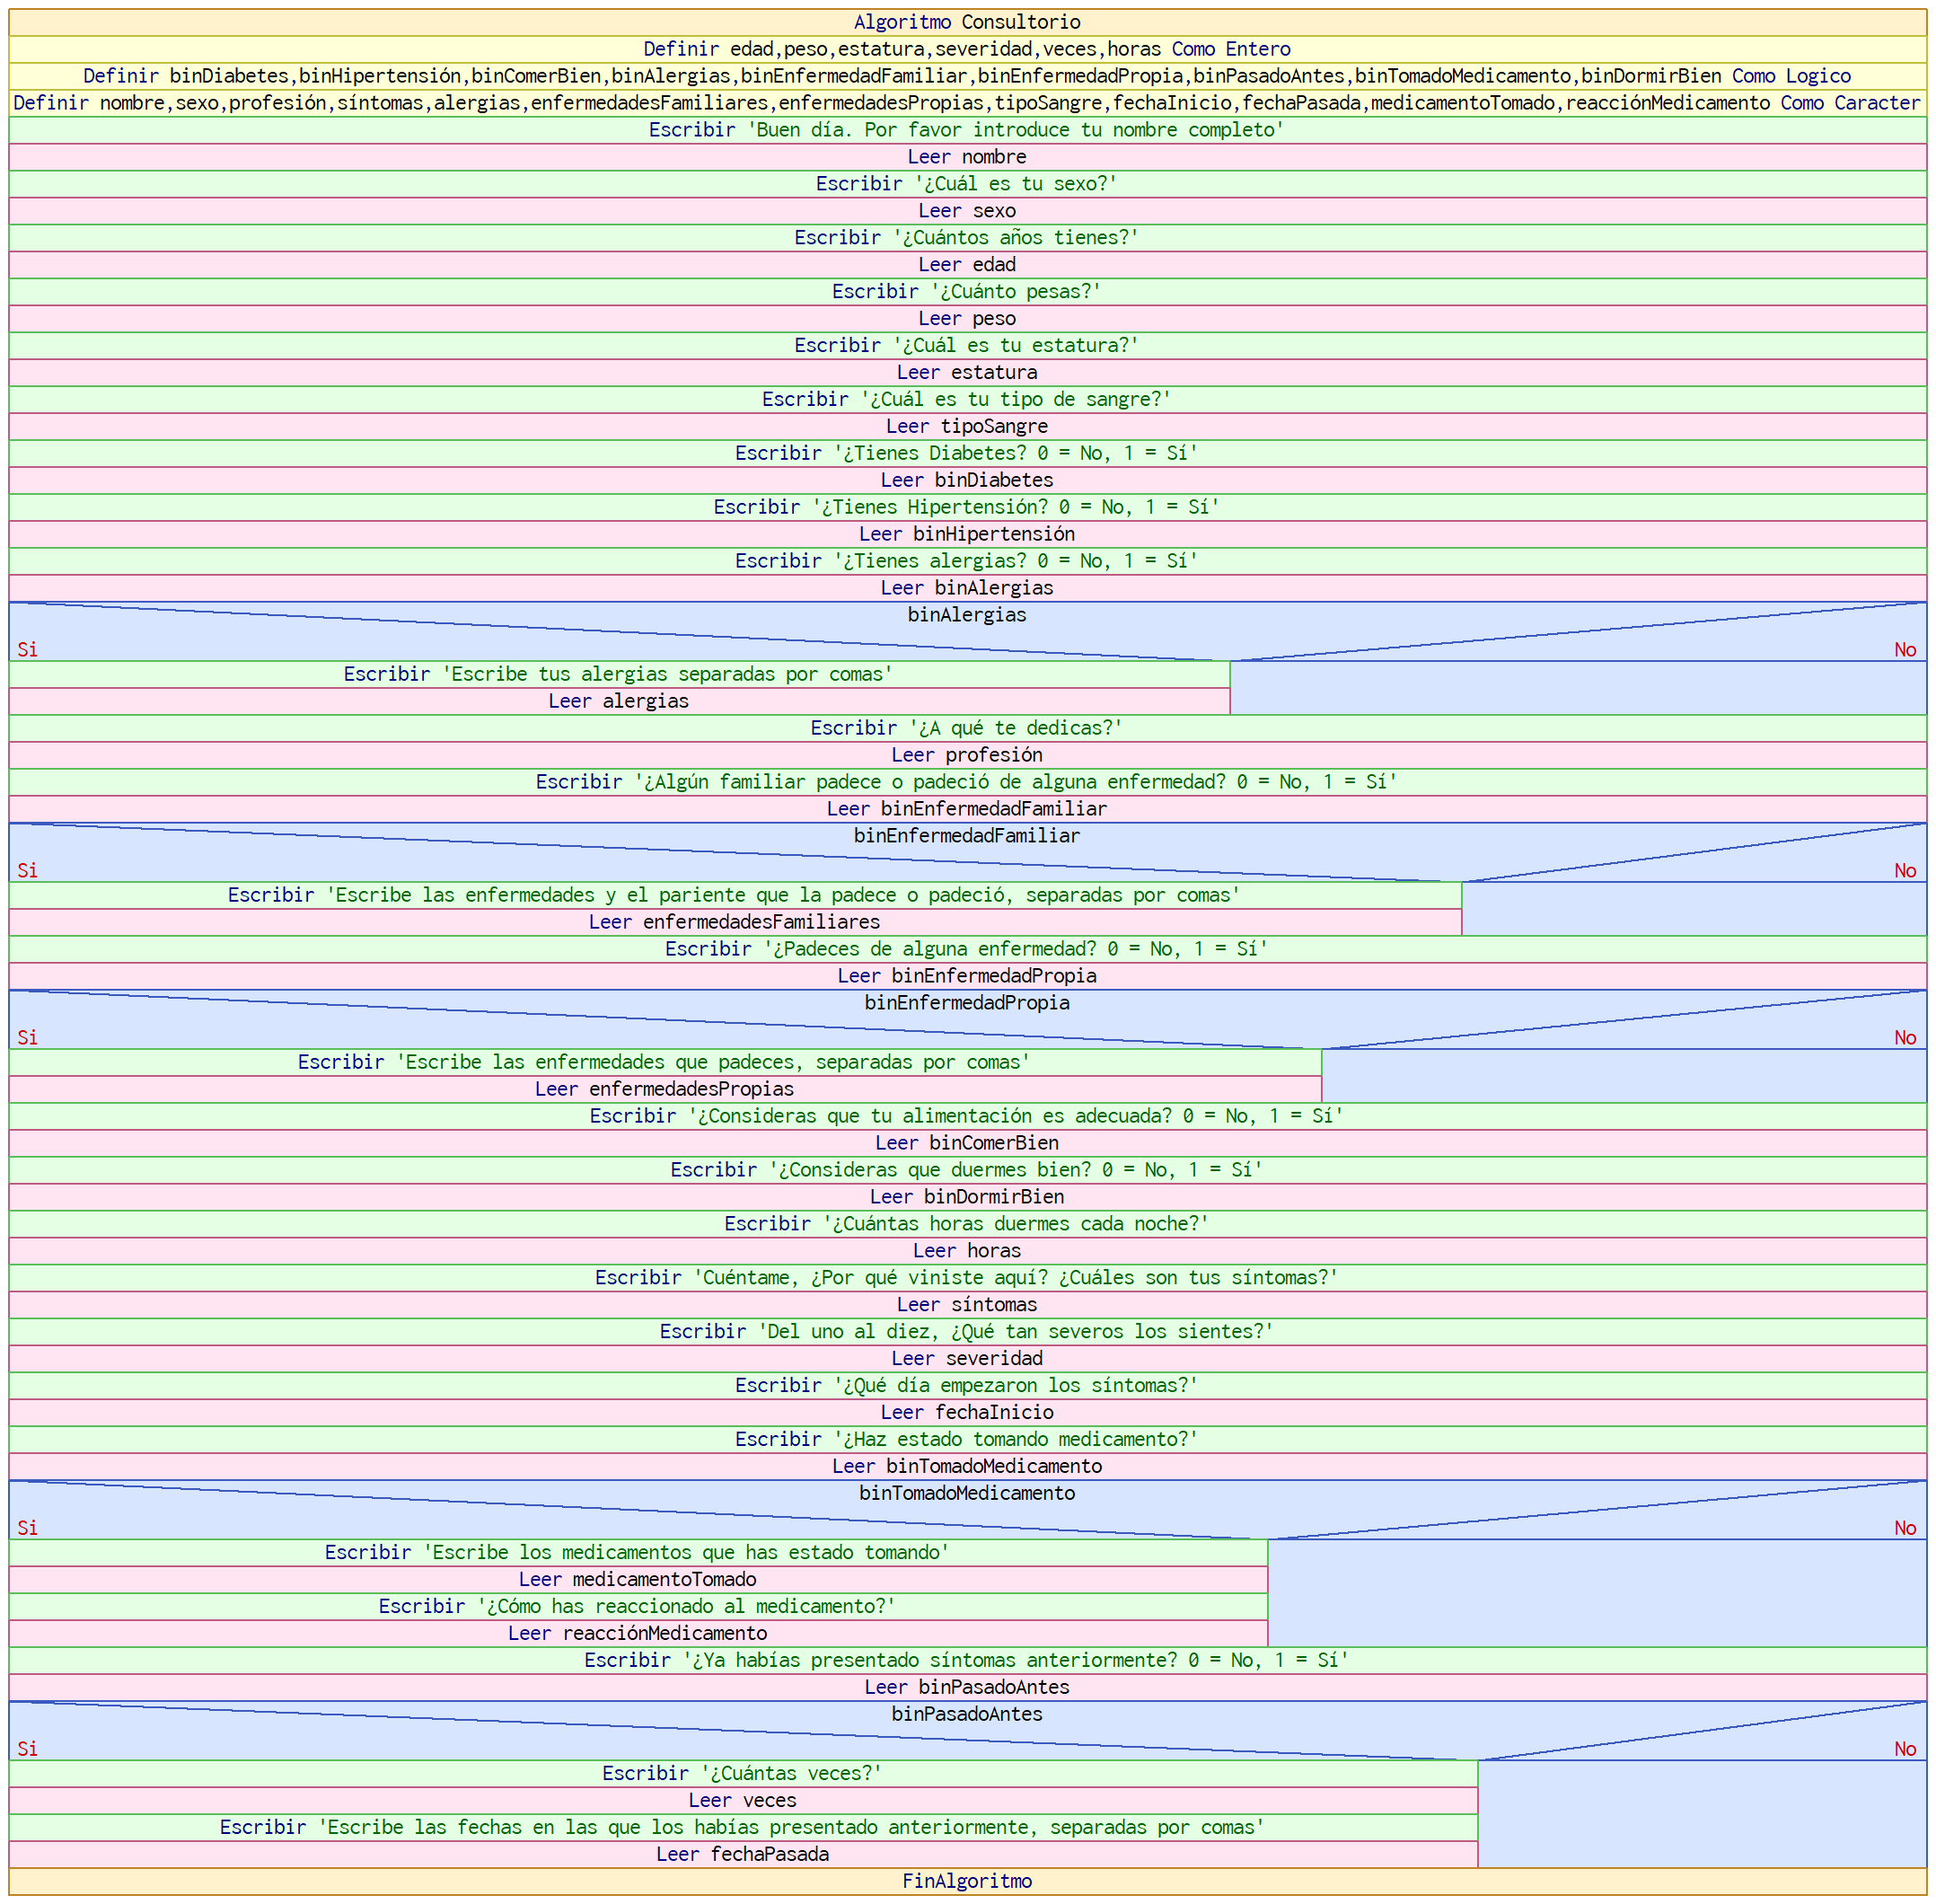 Algoritmo Consultorio
Definir edad,peso,estatura,severidad,veces,horas Como Entero
Definir binDiabetes,binHipertensión,binComerBien,binAlergias,binEnfermedadFamiliar,binEnfermedadPropia,binPasadoAntes,binTomadoMedicamento,binDormirBien Como Logico
Definir nombre,sexo,profesión,síntomas,alergias,enfermedadesFamiliares,enfermedadesPropias,tipoSangre,fechaInicio,fechaPasada,medicamentoTomado,reacciónMedicamento Como Caracter
Escribir 'Buen día. Por favor introduce tu nombre completo'
Leer nombre
Escribir '¿Cuál es tu sexo?'
Leer sexo
Escribir '¿Cuántos años tienes?'
Leer edad
Escribir '¿Cuánto pesas?'
Leer peso
Escribir '¿Cuál es tu estatura?'
Leer estatura
Escribir '¿Cuál es tu tipo de sangre?'
Leer tipoSangre
Escribir '¿Tienes Diabetes? 0 = No, 1 = Sí'
Leer binDiabetes
Escribir '¿Tienes Hipertensión? 0 = No, 1 = Sí'
Leer binHipertensión
Escribir '¿Tienes alergias? 0 = No, 1 = Sí'
Leer binAlergias
binAlergias
Si No
Escribir 'Escribe tus alergias separadas por comas'
Leer alergias
Escribir '¿A qué te dedicas?'
Leer profesión
Escribir '¿Algún familiar padece o padeció de alguna enfermedad? 0 = No, 1 = Sí'
Leer binEnfermedadFamiliar
binEnfermedadFamiliar
Si No
Escribir 'Escribe las enfermedades y el pariente que la padece o padeció, separadas por comas'
Leer enfermedadesFamiliares
Escribir '¿Padeces de alguna enfermedad? 0 = No, 1 = Sí'
Leer binEnfermedadPropia
binEnfermedadPropia
Si No
Escribir 'Escribe las enfermedades que padeces, separadas por comas'
Leer enfermedadesPropias
Escribir '¿Consideras que tu alimentación es adecuada? 0 = No, 1 = Sí'
Leer binComerBien
Escribir '¿Consideras que duermes bien? 0 = No, 1 = Sí'
Leer binDormirBien
Escribir '¿Cuántas horas duermes cada noche?'
Leer horas
Escribir 'Cuéntame, ¿Por qué viniste aquí? ¿Cuáles son tus síntomas?'
Leer síntomas
Escribir 'Del uno al diez, ¿Qué tan severos los sientes?'
Leer severidad
Escribir '¿Qué día empezaron los síntomas?'
Leer fechaInicio
Escribir '¿Haz estado tomando medicamento?'
Leer binTomadoMedicamento
binTomadoMedicamento
Si No
Escribir 'Escribe los medicamentos que has estado tomando'
Leer medicamentoTomado
Escribir '¿Cómo has reaccionado al medicamento?'
Leer reacciónMedicamento
Escribir '¿Ya habías presentado síntomas anteriormente? 0 = No, 1 = Sí'
Leer binPasadoAntes
binPasadoAntes
Si No
Escribir '¿Cuántas veces?'
Leer veces
Escribir 'Escribe las fechas en las que los habías presentado anteriormente, separadas por comas'
Leer fechaPasada
FinAlgoritmo